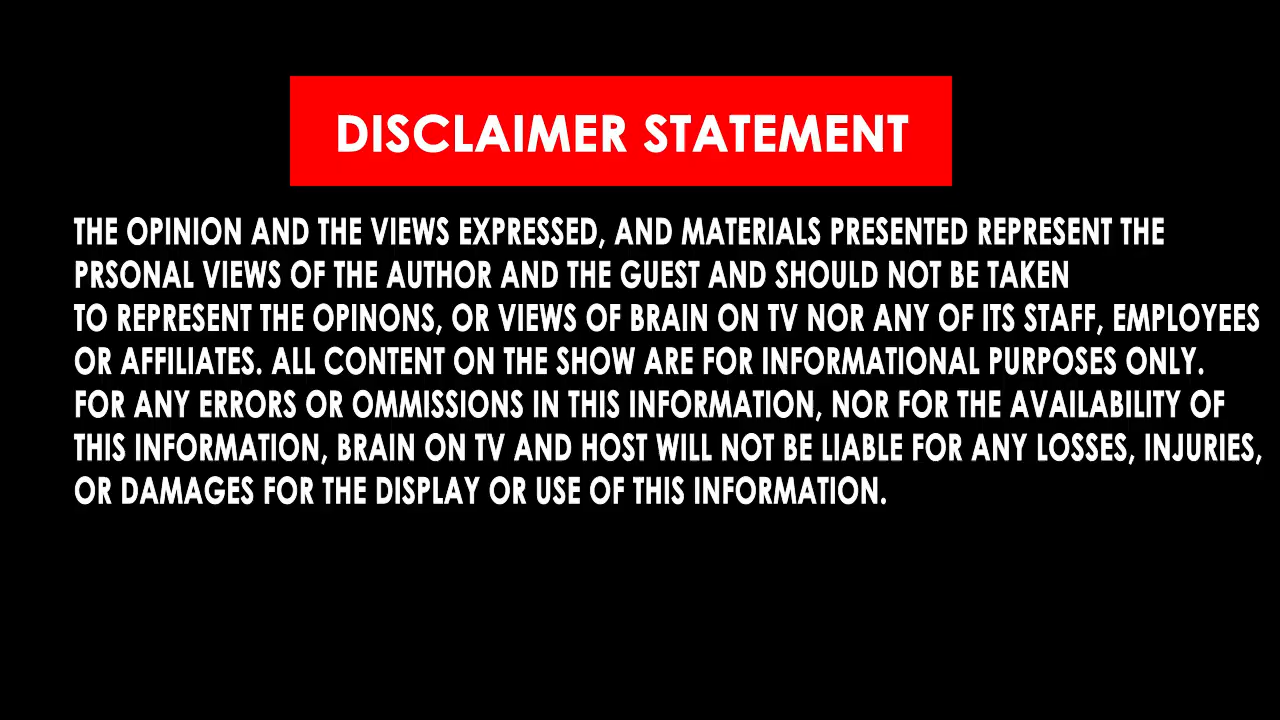 DISCLAIMER STATEMENT
THE OPINION AND THE VIEWS EXPRESSED, AND MATERIALS PRESENTED REPRESENT THE
PRSONAL VIEWS OF THE AUTHOR AND THE GUEST AND SHOULD NOT BE TAKEN
TO REPRESENT THE OPINONS, OR VIEWS OF BRAIN ON TV NOR ANY OF ITS STAFF, EMPLOYEES
OR AFFILIATES. ALL CONTENT ON THE SHOW ARE FOR INFORMATIONAL PURPOSES ONLY.
FOR ANY ERRORS OR OMMISSIONS IN THIS INFORMATION, NOR FOR THE AVAILABILITY OF
THIS INFORMATION, BRAIN ON TV AND HOST WILL NOT BE LIABLE FOR ANY LOSSES, INJURIES,
OR DAMAGES FOR THE DISPLAY OR USE OF THIS INFORMATION.